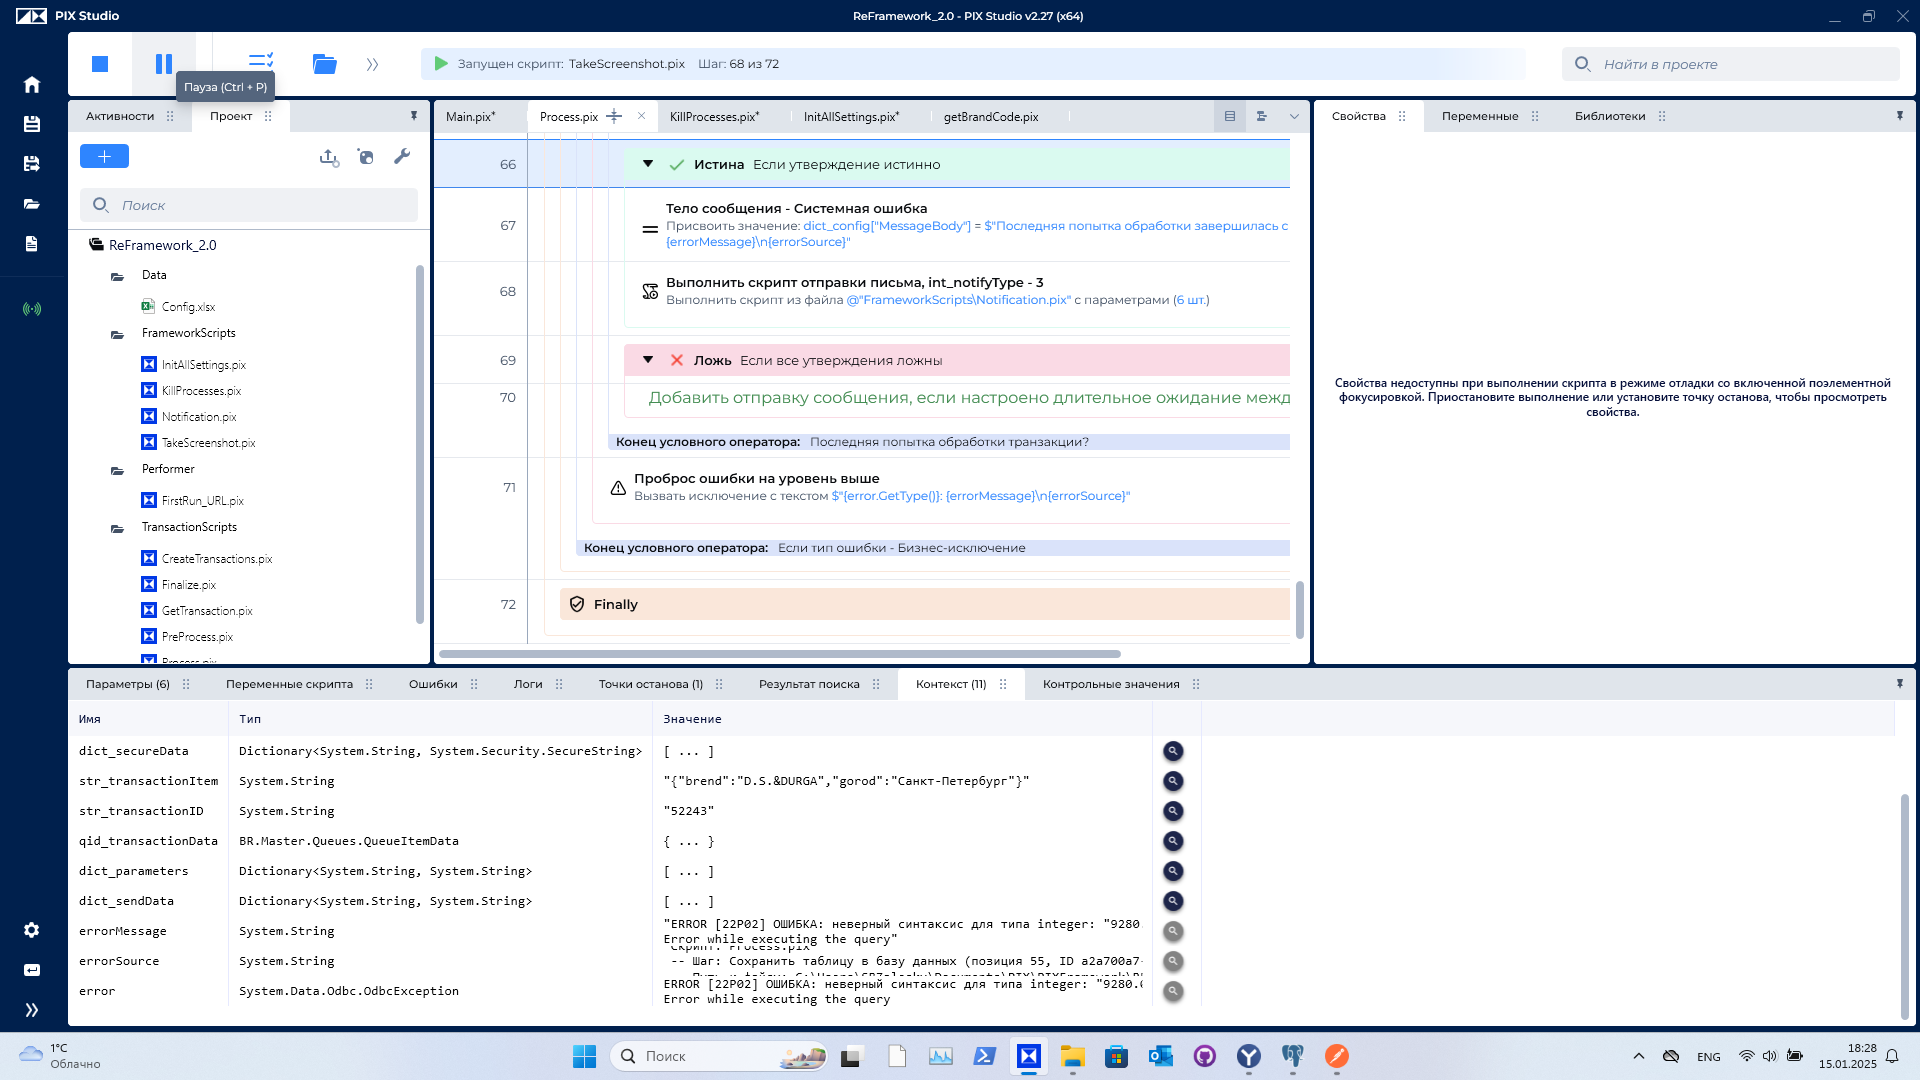 PIX Studio
ReFramework_2.0 - PIX Studio v2.27 (x64)
Запущен скрипт: TakeScreenshot.pix Шаг: 68 из 72
Найти в проекте
Пауза (Ctrl + P)
Активности
Проект
Main.pix*
Process.pix
KillProcesses.pix*
InitAllSettings.pix*
getBrandCode.pix
Свойства
Переменные
Библиотеки
Поиск
ReFramework_2.0
Data
Config.xlsx
FrameworkScripts
InitAllSettings.pix
KillProcesses.pix
Notification.pix
TakeScreenshot.pix
Performer
FirstRun_URL.pix
TransactionScripts
CreateTransactions.pix
Finalize.pix
GetTransaction.pix
PreProcess.pix
Process.pix
66 Истина Если утверждение истинно
67 Тело сообщения - Системная ошибка
Присвоить значение: dict_config["MessageBody"] = $"Последняя попытка обработки завершилась с
{errorMessage}\n{errorSource}"
68 Выполнить скрипт отправки письма, int_notifyType - 3
Выполнить скрипт из файла @"FrameworkScripts\Notification.pix" с параметрами (6 шт.)
69 Ложь Если все утверждения ложны
70 Добавить отправку сообщения, если настроено длительное ожидание межд
Конец условного оператора: Последняя попытка обработки транзакции?
71 Проброс ошибки на уровень выше
Вызвать исключение с текстом $"{error.GetType()}: {errorMessage}\n{errorSource}"
Конец условного оператора: Если тип ошибки - Бизнес-исключение
72 Finally
Свойства недоступны при выполнении скрипта в режиме отладки со включенной поэлементной
фокусировкой. Приостановите выполнение или установите точку останова, чтобы просмотреть
свойства.
Параметры (6)
Переменные скрипта
Ошибки
Логи
Точки останова (1)
Результат поиска
Контекст (11)
Контрольные значения
Имя Тип Значение
dict_secureData Dictionary<System.String, System.Security.SecureString> [ ... ]
str_transactionItem System.String "{"brend":"D.S.&DURGA","gorod":"Санкт-Петербург"}"
str_transactionID System.String "52243"
qid_transactionData BR.Master.Queues.QueueItemData { ... }
dict_parameters Dictionary<System.String, System.String> [ ... ]
dict_sendData Dictionary<System.String, System.String> [ ... ]
errorMessage System.String "ERROR [22P02] ОШИБКА: неверный синтаксис для типа integer: "9280.
Error while executing the query"
errorSource System.String Скрипт: Process.pix
-- Шаг: Сохранить таблицу в базу данных (позиция 55, ID a2a700a7-
error System.Data.Odbc.OdbcException ERROR [22P02] ОШИБКА: неверный синтаксис для типа integer: "9280.0
Error while executing the query
1°C
Облачно
Поиск
ENG
18:28
15.01.2025